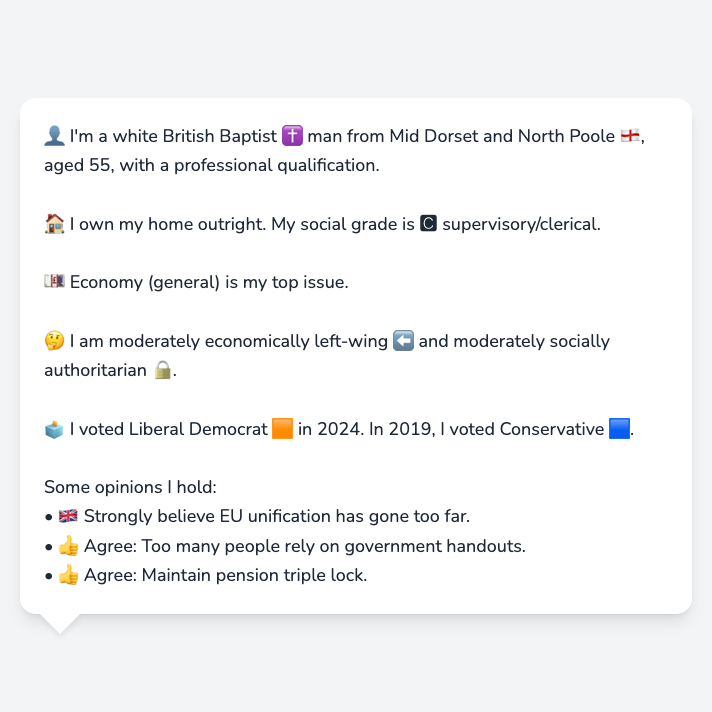 👤 I'm a white British Baptist ✝️ man from Mid Dorset and North Poole 🏴󠁧󠁢󠁥󠁮󠁧󠁿,
aged 55, with a professional qualification.
🏠 I own my home outright. My social grade is 🅲 supervisory/clerical.
💷 Economy (general) is my top issue.
🤔 I am moderately economically left-wing ⬅️ and moderately socially
authoritarian 🔒.
🗳️ I voted Liberal Democrat 🟧 in 2024. In 2019, I voted Conservative 🟦.
Some opinions I hold:
• 🇬🇧 Strongly believe EU unification has gone too far.
• 👍 Agree: Too many people rely on government handouts.
• 👍 Agree: Maintain pension triple lock.